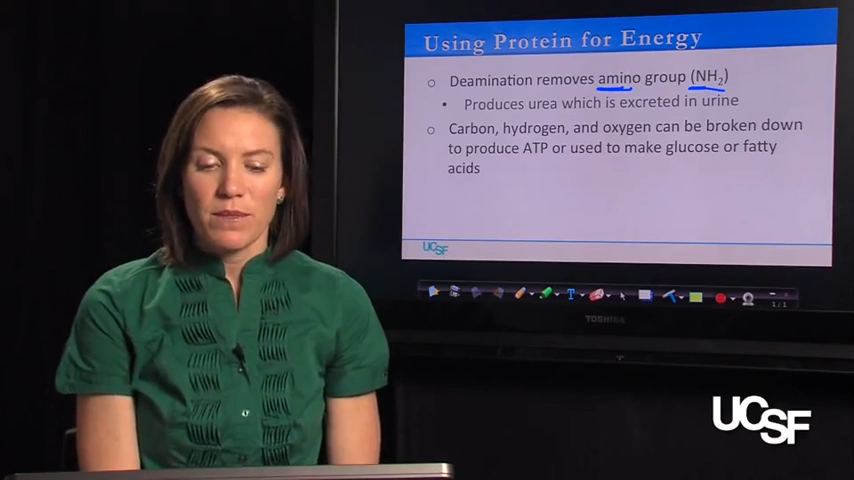 Using Protein for Energy
Deamination removes amino group (NH₂)
Produces urea which is excreted in urine
Carbon, hydrogen, and oxygen can be broken down
to produce ATP or used to make glucose or fatty
acids
UCSF
T
1/1
TOSHIBA
UCSF